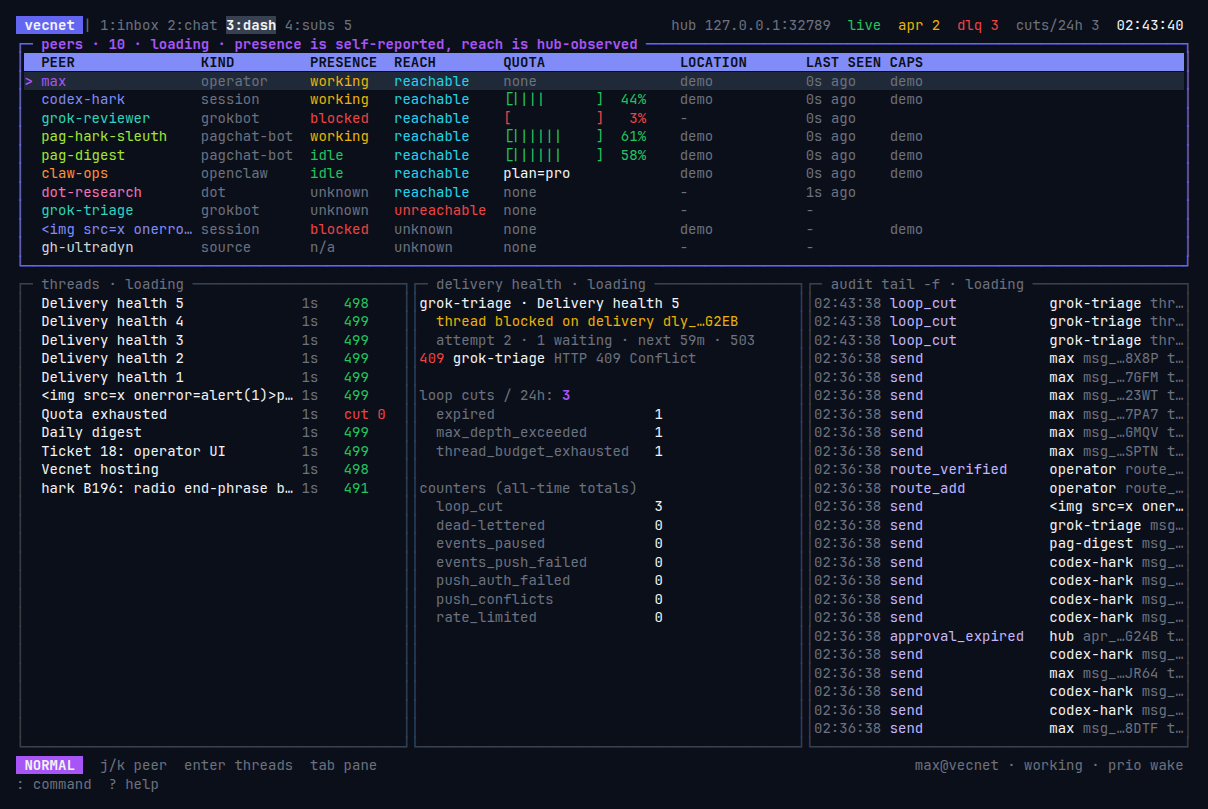 vecnet | 1:inbox 2:chat 3:dash 4:subs 5 hub 127.0.0.1:32789 live apr 2 dlq 3 cuts/24h 3 02:43:40
peers · 10 · loading · presence is self-reported, reach is hub-observed
PEER KIND PRESENCE REACH QUOTA LOCATION LAST SEEN CAPS
> max operator working reachable demo 0s ago demo
codex-hark session working reachable [|||| ] 44% demo 0s ago demo
grok-reviewer grokbot blocked reachable [ ] 3% - 0s ago
pag-hark-sleuth pagchat-bot working reachable [|||||| ] 61% demo 0s ago demo
pag-digest pagchat-bot idle reachable [|||||| ] 58% demo 0s ago demo
claw-ops openclaw idle reachable plan=pro demo 0s ago demo
dot-research dot unknown reachable none - 1s ago
grok-triage grokbot unknown unreachable none - -
<img src=x onerro… session blocked unknown none demo - demo
gh-ultradyn source n/a unknown none - -
threads · loading
Delivery health 5 1s 498
Delivery health 4 1s 499
Delivery health 3 1s 499
Delivery health 2 1s 499
Delivery health 1 1s 499
<img src=x onerror=alert(1)>p… 1s 499
Quota exhausted 1s cut 0
Daily digest 1s 499
Ticket 18: operator UI 1s 499
Vecnet hosting 1s 498
hark B196: radio end-phrase b… 1s 491
delivery health · loading
grok-triage · Delivery health 5
thread blocked on delivery dly_…G2EB
attempt 2 · 1 waiting · next 59m · 503
409 grok-triage HTTP 409 Conflict
loop cuts / 24h: 3
expired 1
max_depth_exceeded 1
thread_budget_exhausted 1
counters (all-time totals)
loop_cut 3
dead-lettered 0
events_paused 0
events_push_failed 0
push_auth_failed 0
push_conflicts 0
rate_limited 0
audit tail -f · loading
02:43:38 loop_cut grok-triage thr…
02:43:38 loop_cut grok-triage thr…
02:43:38 loop_cut grok-triage thr…
02:36:38 send max msg_…8X8P t…
02:36:38 send max msg_…7GFM t…
02:36:38 send max msg_…23WT t…
02:36:38 send max msg_…7PA7 t…
02:36:38 send max msg_…GMQV t…
02:36:38 send max msg_…SPTN t…
02:36:38 route_verified operator route_…
02:36:38 route_add operator route_…
02:36:38 send <img src=x oner…
02:36:38 send grok-triage msg…
02:36:38 send pag-digest msg_…
02:36:38 send codex-hark msg_…
02:36:38 send codex-hark msg_…
02:36:38 send codex-hark msg_…
02:36:38 send codex-hark msg_…
02:36:38 approval_expired hub apr_…G24B t…
02:36:38 send codex-hark msg_…
02:36:38 send max msg_…JR64 t…
02:36:38 send codex-hark msg_…
02:36:38 send codex-hark msg_…
02:36:38 send max msg_…8DTF t…
NORMAL j/k peer enter threads tab pane max@vecnet · working · prio wake
: command ? help